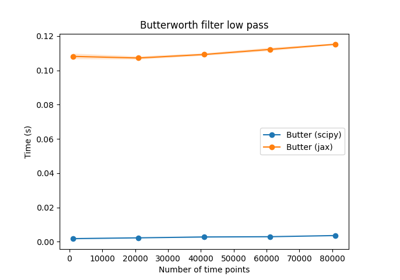 Butterworth filter low pass
0.12
0.10
0.08
0.06
0.04
0.02
0.00
Time (s)
Butter (scipy)
Butter (jax)
0 10000 20000 30000 40000 50000 60000 70000 80000
Number of time points